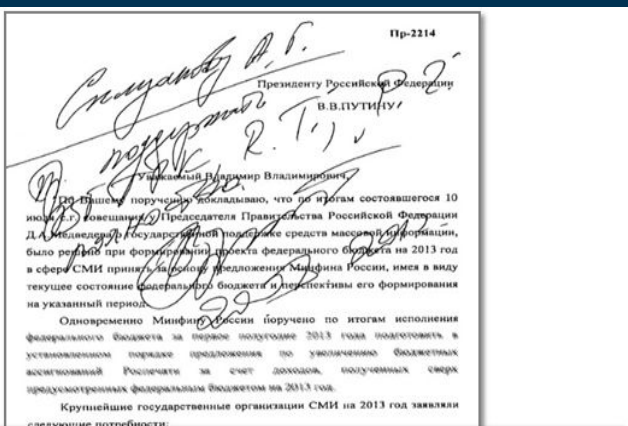 Пр-2214
Силуанову А. Г.
Президенту Российской Федерации
В.В.ПУТИНУ
поддержать
R. T.
Уважаемый Владимир Владимирович,
По Вашему поручению докладываю, что по итогам состоявшегося 10
июля с.г. совещания у Председателя Правительства Российской Федерации
Д.А.Медведева о государственной поддержке средств массовой информации,
было решено при формировании проекта федерального бюджета на 2013 год
в сфере СМИ принять за основу предложения Минфина России, имея в виду
текущее состояние федерального бюджета и перспективы его формирования
на указанный период.
Одновременно Минфину России поручено по итогам исполнения
федерального бюджета за первое полугодие 2013 года подготовить в
установленном порядке предложения по увеличению бюджетных
ассигнований Роспечати за счет доходов, полученных сверх
предусмотренных федеральным бюджетом на 2013 год.
Крупнейшие государственные организации СМИ на 2013 год заявляли
следующие потребности: